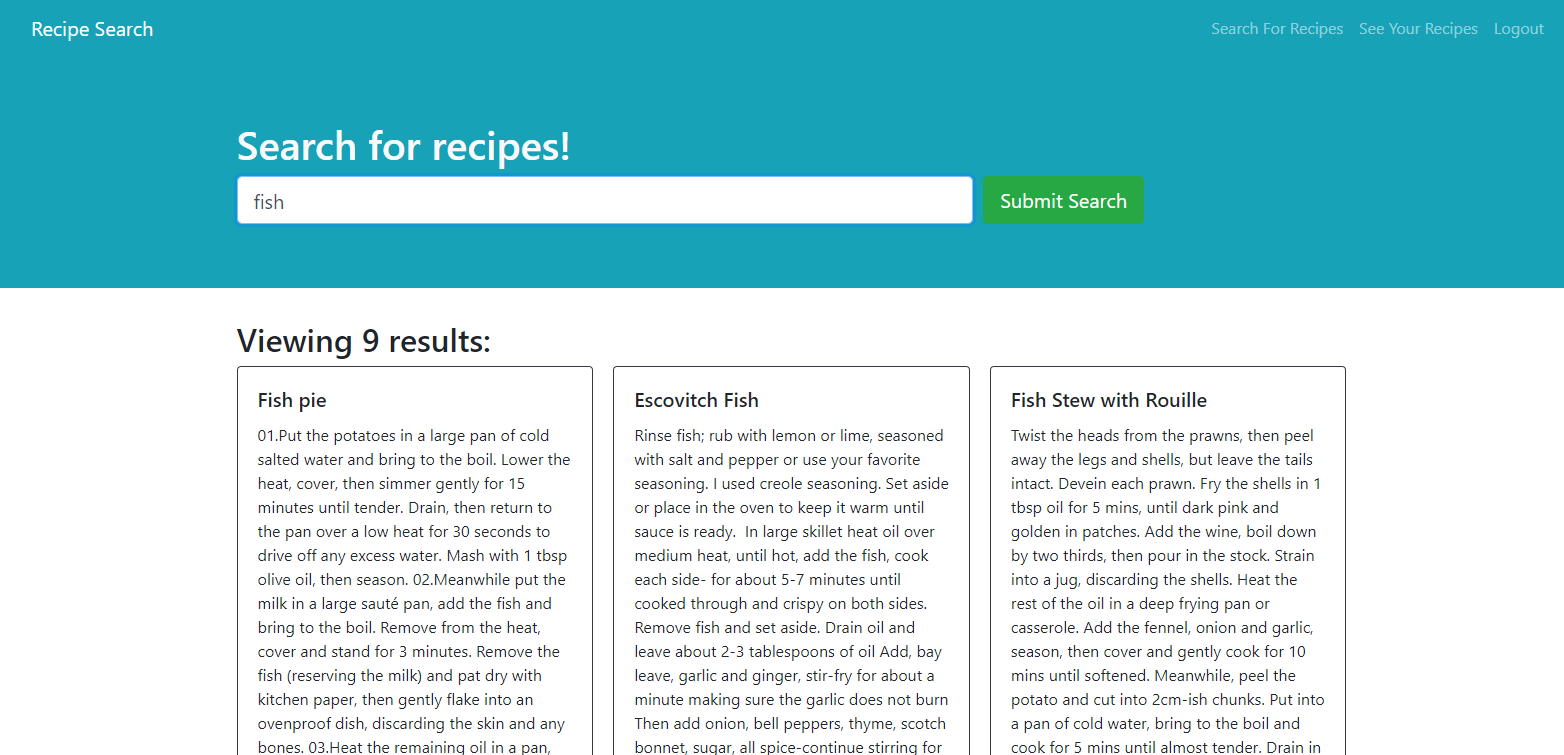 Recipe Search
Search For Recipes
See Your Recipes
Logout
Search for recipes!
fish
Submit Search
Viewing 9 results:
Fish pie
01.Put the potatoes in a large pan of cold
salted water and bring to the boil. Lower the
heat, cover, then simmer gently for 15
minutes until tender. Drain, then return to
the pan over a low heat for 30 seconds to
drive off any excess water. Mash with 1 tbsp
olive oil, then season. 02.Meanwhile put the
milk in a large sauté pan, add the fish and
bring to the boil. Remove from the heat,
cover and stand for 3 minutes. Remove the
fish (reserving the milk) and pat dry with
kitchen paper, then gently flake into an
ovenproof dish, discarding the skin and any
bones. 03.Heat the remaining oil in a pan,
Escovitch Fish
Rinse fish; rub with lemon or lime, seasoned
with salt and pepper or use your favorite
seasoning. I used creole seasoning. Set aside
or place in the oven to keep it warm until
sauce is ready.  In large skillet heat oil over
medium heat, until hot, add the fish, cook
each side- for about 5-7 minutes until
cooked through and crispy on both sides.
Remove fish and set aside. Drain oil and
leave about 2-3 tablespoons of oil Add, bay
leave, garlic and ginger, stir-fry for about a
minute making sure the garlic does not burn
Then add onion, bell peppers, thyme, scotch
bonnet, sugar, all spice-continue stirring for
Fish Stew with Rouille
Twist the heads from the prawns, then peel
away the legs and shells, but leave the tails
intact. Devein each prawn. Fry the shells in 1
tbsp oil for 5 mins, until dark pink and
golden in patches. Add the wine, boil down
by two thirds, then pour in the stock. Strain
into a jug, discarding the shells. Heat the
rest of the oil in a deep frying pan or
casserole. Add the fennel, onion and garlic,
season, then cover and gently cook for 10
mins until softened. Meanwhile, peel the
potato and cut into 2cm-ish chunks. Put into
a pan of cold water, bring to the boil and
cook for 5 mins until almost tender. Drain in